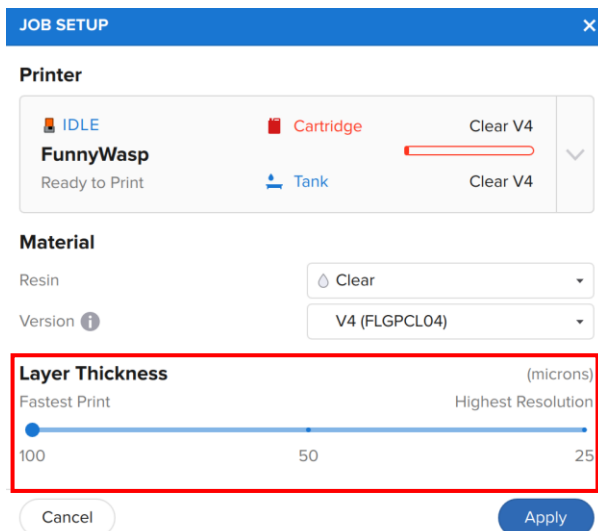 JOB SETUP
Printer
IDLE
Cartridge Clear V4
FunnyWasp
Ready to Print
Tank Clear V4
Material
Resin Clear
Version V4 (FLGPCL04)
Layer Thickness (microns)
Fastest Print Highest Resolution
100 50 25
Cancel Apply